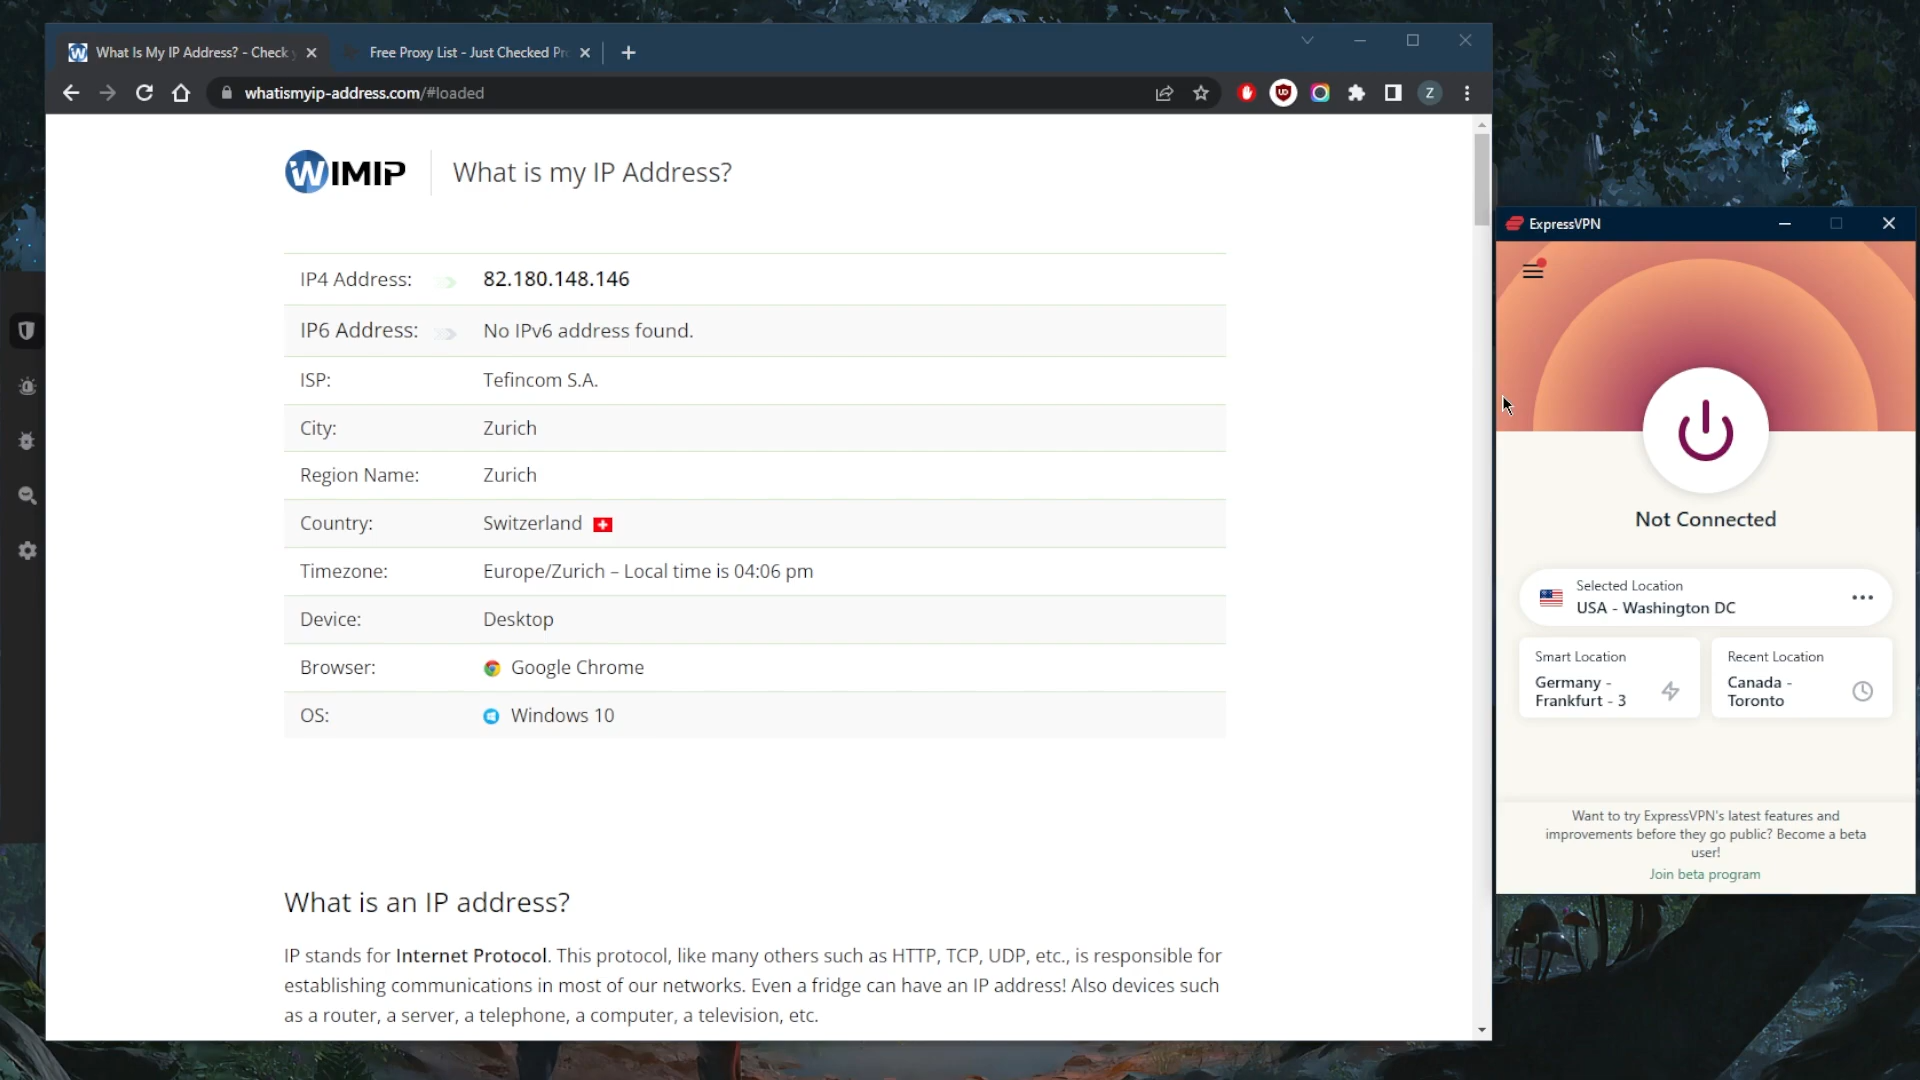 What Is My IP Address? - Check
Free Proxy List - Just Checked Pr
whatismyip-address.com/#loaded
Z
WIMIP
What is my IP Address?
IP4 Address: 82.180.148.146
IP6 Address: No IPv6 address found.
ISP: Tefincom S.A.
City: Zurich
Region Name: Zurich
Country: Switzerland
Timezone: Europe/Zurich – Local time is 04:06 pm
Device: Desktop
Browser: Google Chrome
OS: Windows 10
What is an IP address?
IP stands for Internet Protocol. This protocol, like many others such as HTTP, TCP, UDP, etc., is responsible for
establishing communications in most of our networks. Even a fridge can have an IP address! Also devices such
as a router, a server, a telephone, a computer, a television, etc.
ExpressVPN
Not Connected
Selected Location
USA - Washington DC
Smart Location
Germany -
Frankfurt - 3
Recent Location
Canada -
Toronto
Want to try ExpressVPN's latest features and
improvements before they go public? Become a beta
user!
Join beta program